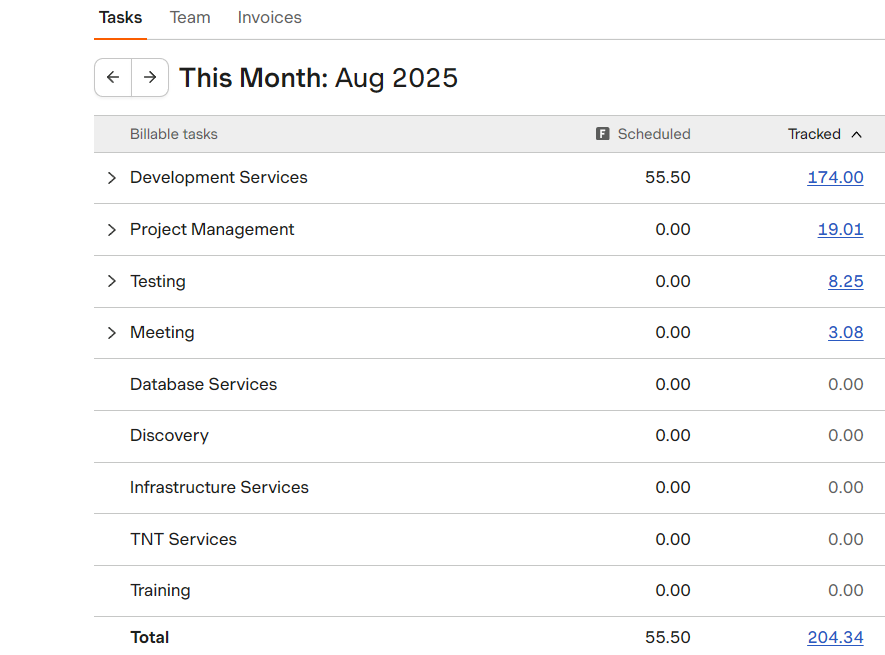 Tasks Team Invoices
This Month: Aug 2025
Billable tasks F Scheduled Tracked
Development Services 55.50 174.00
Project Management 0.00 19.01
Testing 0.00 8.25
Meeting 0.00 3.08
Database Services 0.00 0.00
Discovery 0.00 0.00
Infrastructure Services 0.00 0.00
TNT Services 0.00 0.00
Training 0.00 0.00
Total 55.50 204.34